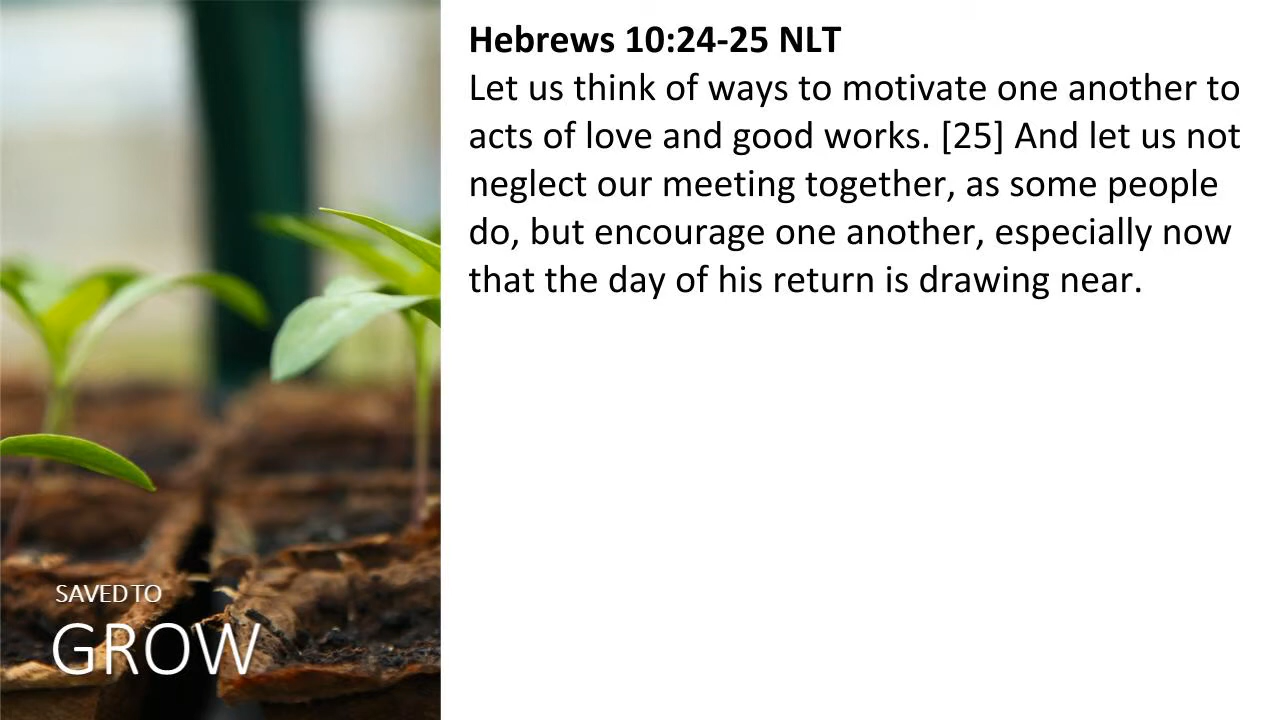 Hebrews 10:24-25 NLT
Let us think of ways to motivate one another to
acts of love and good works. [25] And let us not
neglect our meeting together, as some people
do, but encourage one another, especially now
that the day of his return is drawing near.
SAVED TO
GROW